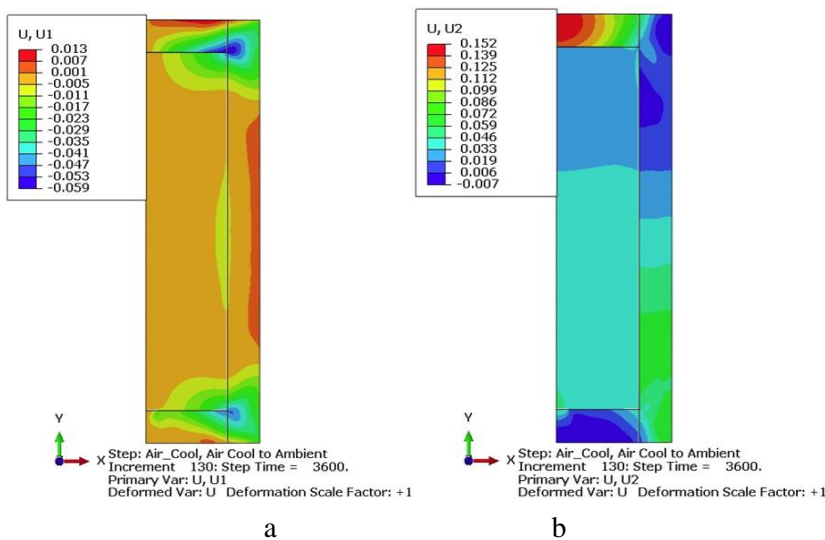 U, U1
0.013
0.007
0.001
-0.005
-0.011
-0.017
-0.023
-0.029
-0.035
-0.041
-0.047
-0.053
-0.059
Y
X
Step: Air_Cool, Air Cool to Ambient
Increment 130: Step Time = 3600.
Primary Var: U, U1
Deformed Var: U Deformation Scale Factor: +1
a
U, U2
0.152
0.139
0.125
0.112
0.099
0.086
0.072
0.059
0.046
0.033
0.019
0.006
-0.007
Y
X
Step: Air_Cool, Air Cool to Ambient
Increment 130: Step Time = 3600.
Primary Var: U, U2
Deformed Var: U Deformation Scale Factor: +1
b